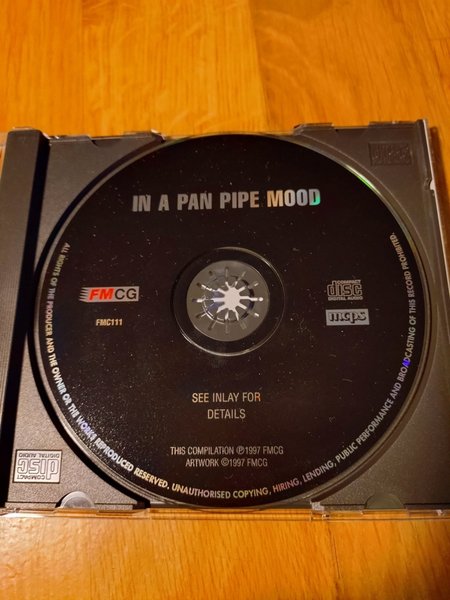 IN A PAN PIPE MOOD
FMCG
FMC111
COMPACT
disc
DIGITAL AUDIO
mcps
SEE INLAY FOR
DETAILS
THIS COMPILATION ℗1997 FMCG
ARTWORK ©1997 FMCG
ALL RIGHTS OF THE PRODUCER AND THE OWNER OR THE WORKS REPRODUCED RESERVED, UNAUTHORISED COPYING, HIRING, LENDING, PUBLIC PERFORMANCE AND BROADCASTING OF THIS RECORD PROHIBITED.
COMPACT
disc
DIGITAL AUDIO